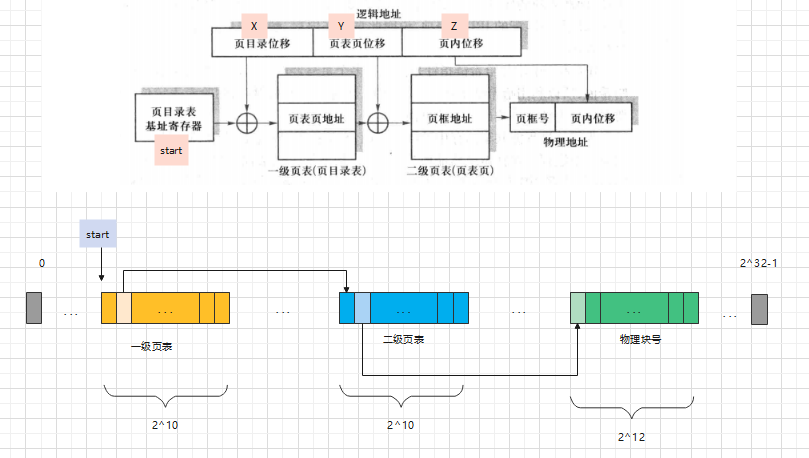 逻辑地址
X
Y
Z
页目录位移
页表页位移
页内位移
页目录表
基址寄存器
start
页表页地址
页框地址
页框号
页内位移
物理地址
一级页表(页目录表)
二级页表(页表页)
start
0
2^32-1
...
...
...
...
...
...
...
一级页表
二级页表
物理块号
2^10
2^10
2^12